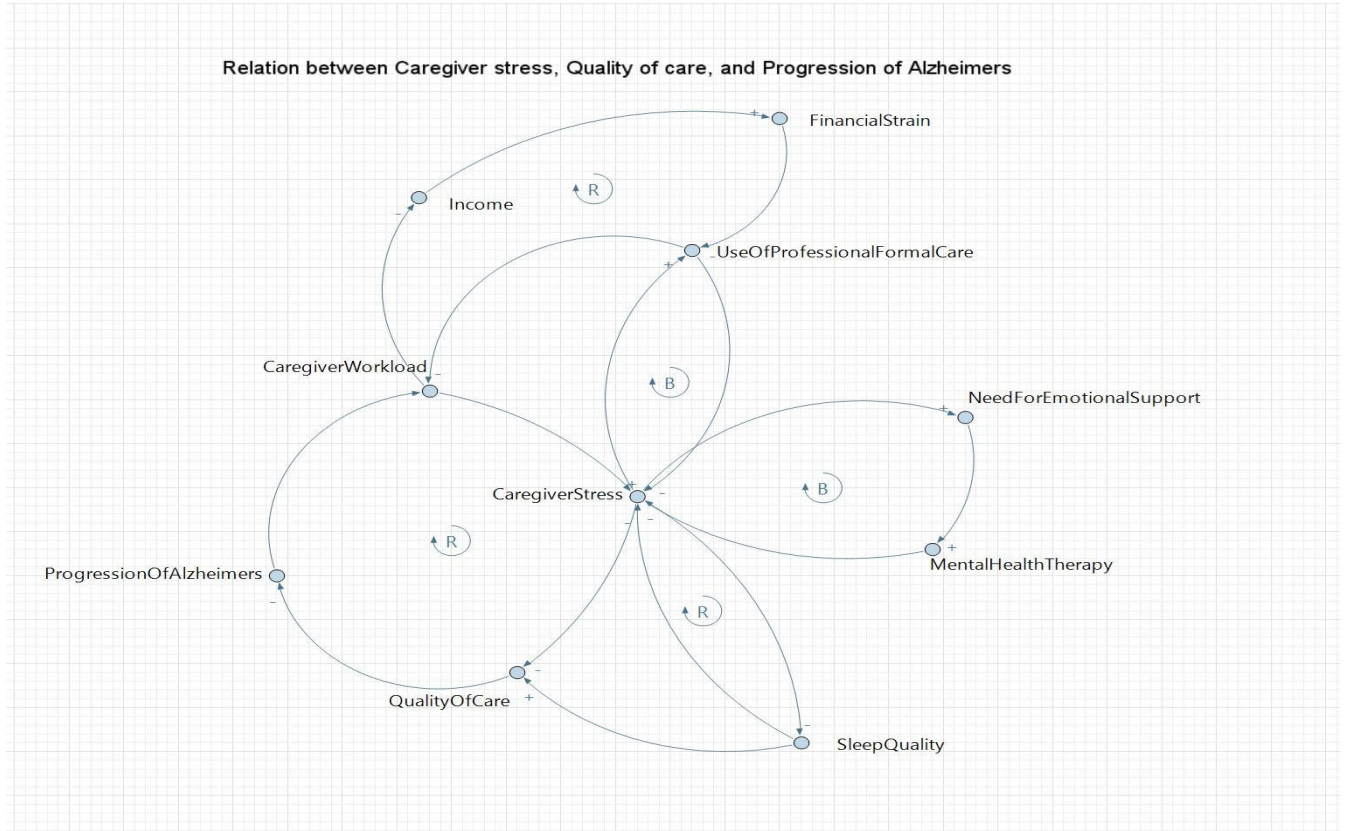 Relation between Caregiver stress, Quality of care, and Progression of Alzheimers
+
FinancialStrain
R
Income
-
UseOfProfessionalFormalCare
-
+
CaregiverWorkload
-
B
NeedForEmotionalSupport
+
CaregiverStress
+
-
B
-
-
R
MentalHealthTherapy
+
ProgressionOfAlzheimers
-
R
QualityOfCare
-
+
-
SleepQuality